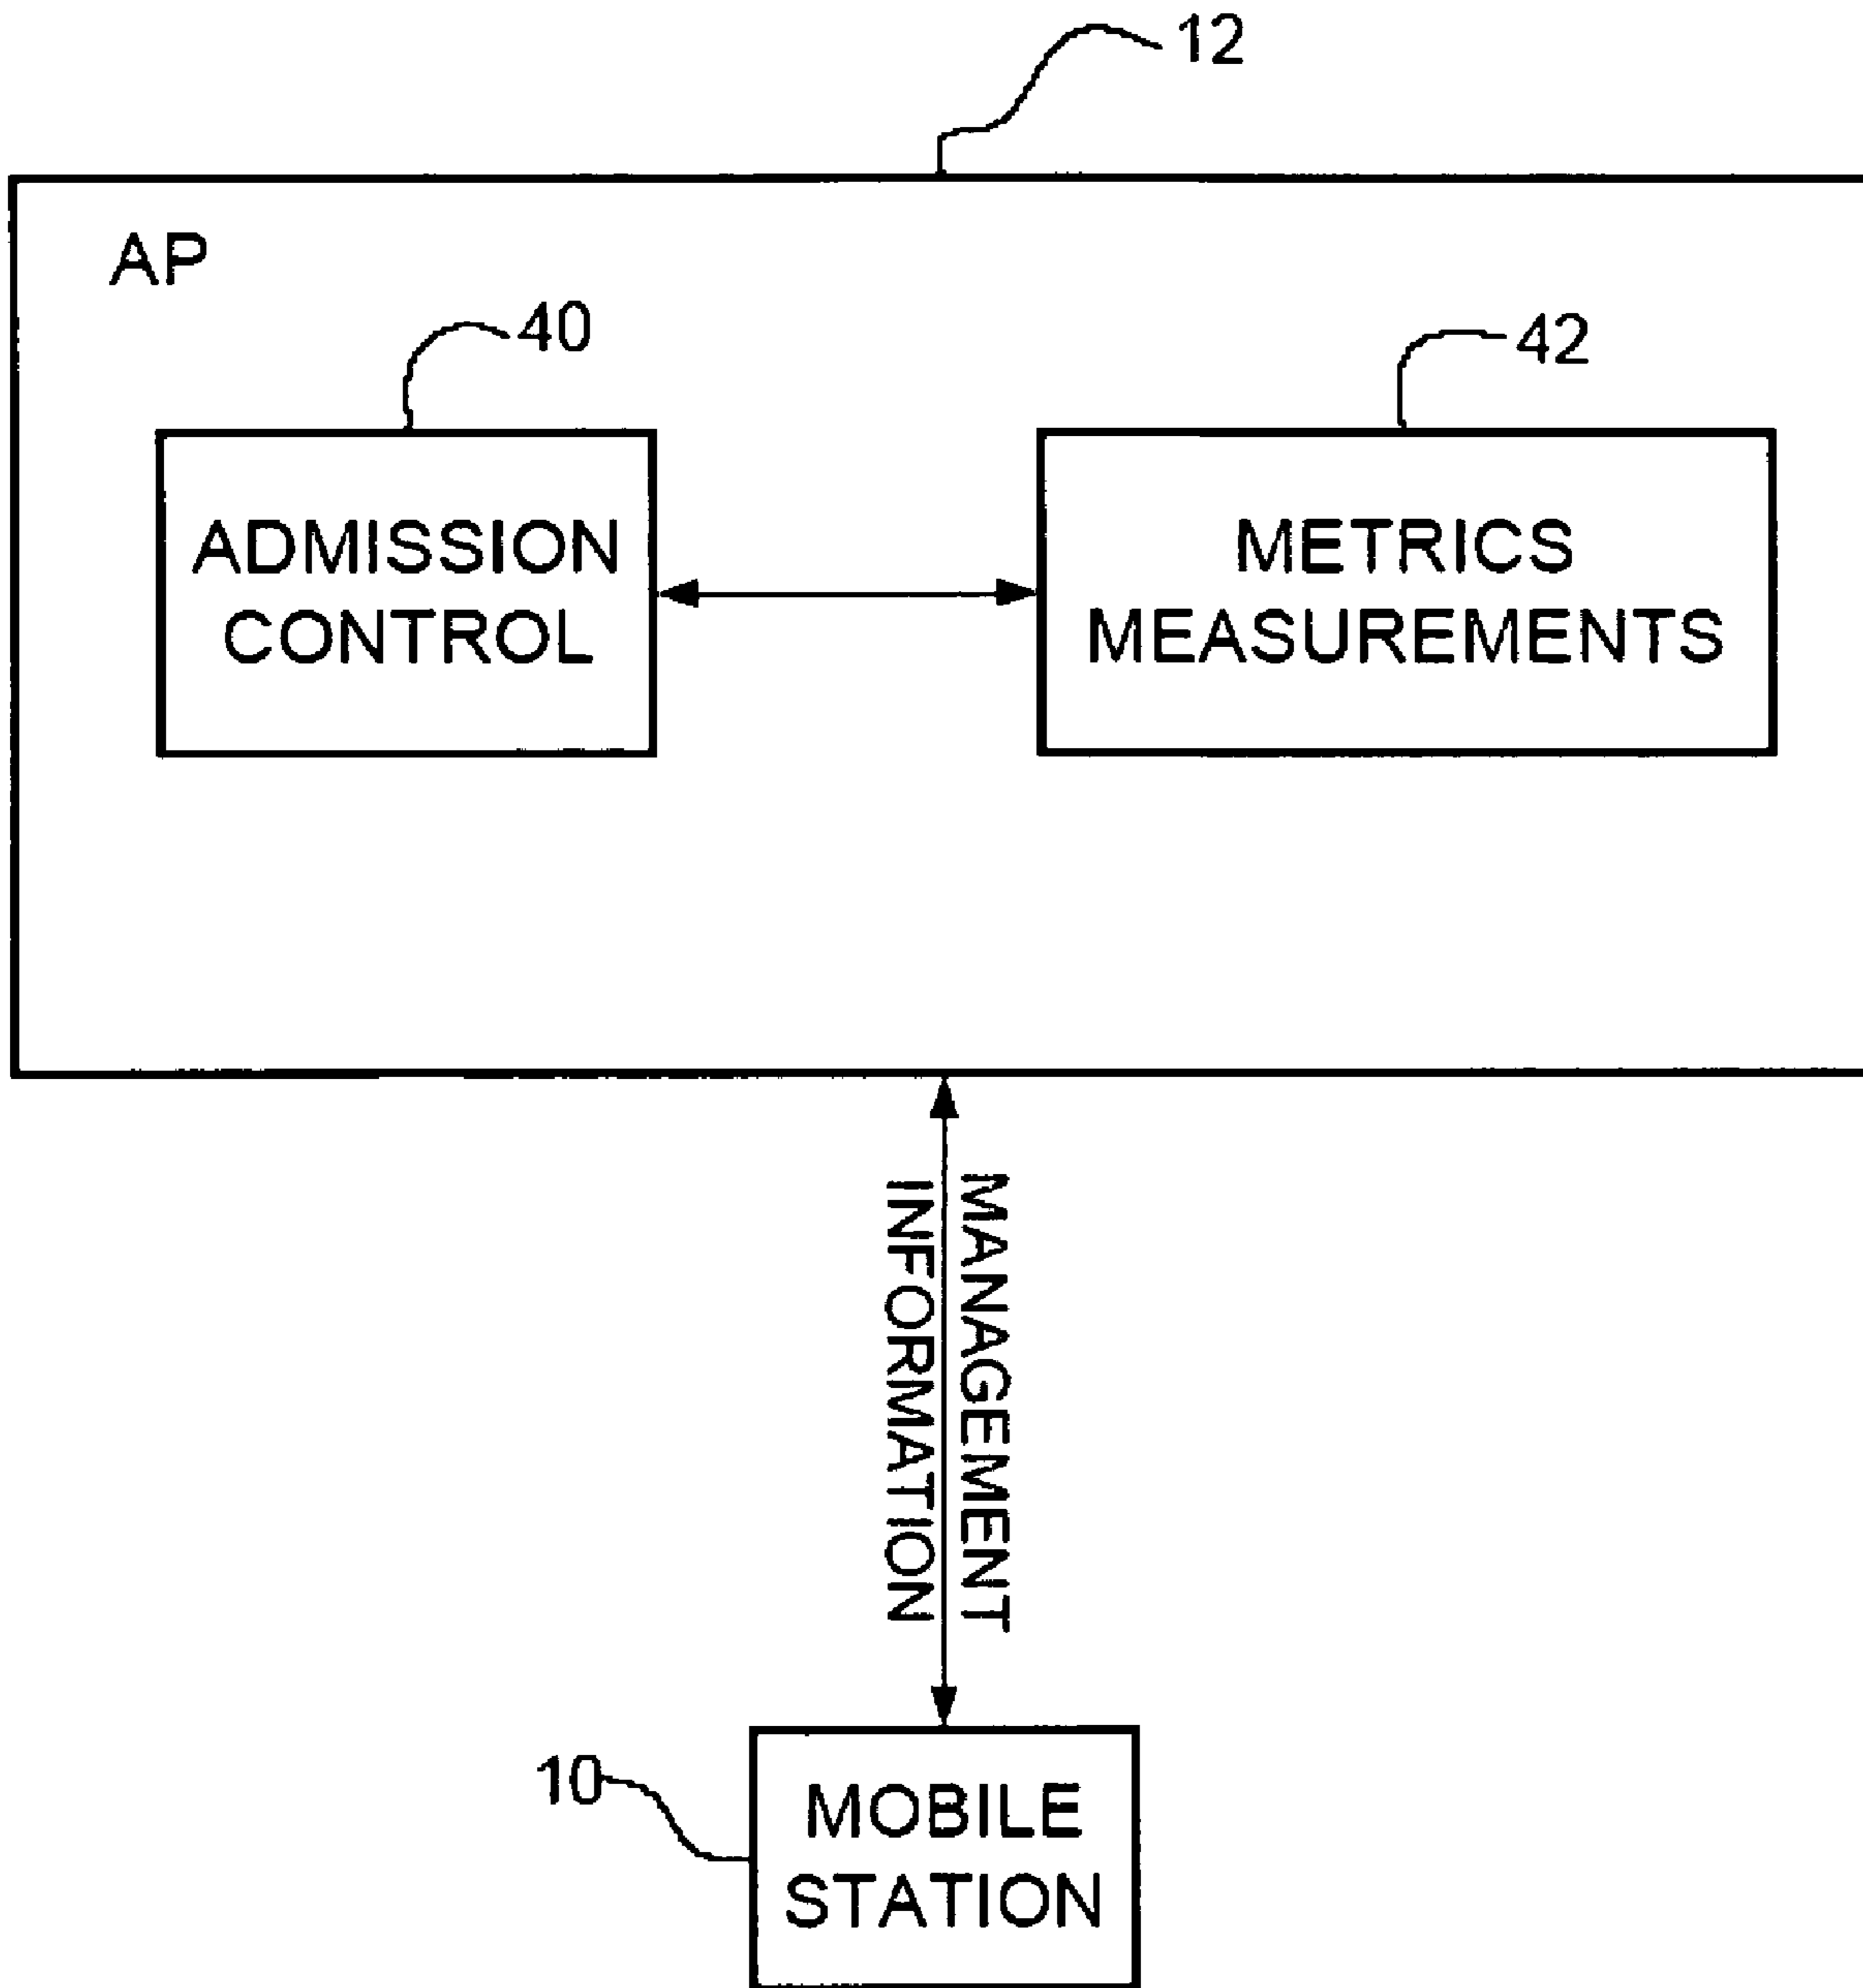 12
AP
40
42
ADMISSION
CONTROL
METRICS
MEASUREMENTS
MANAGEMENT
INFORMATION
10
MOBILE
STATION